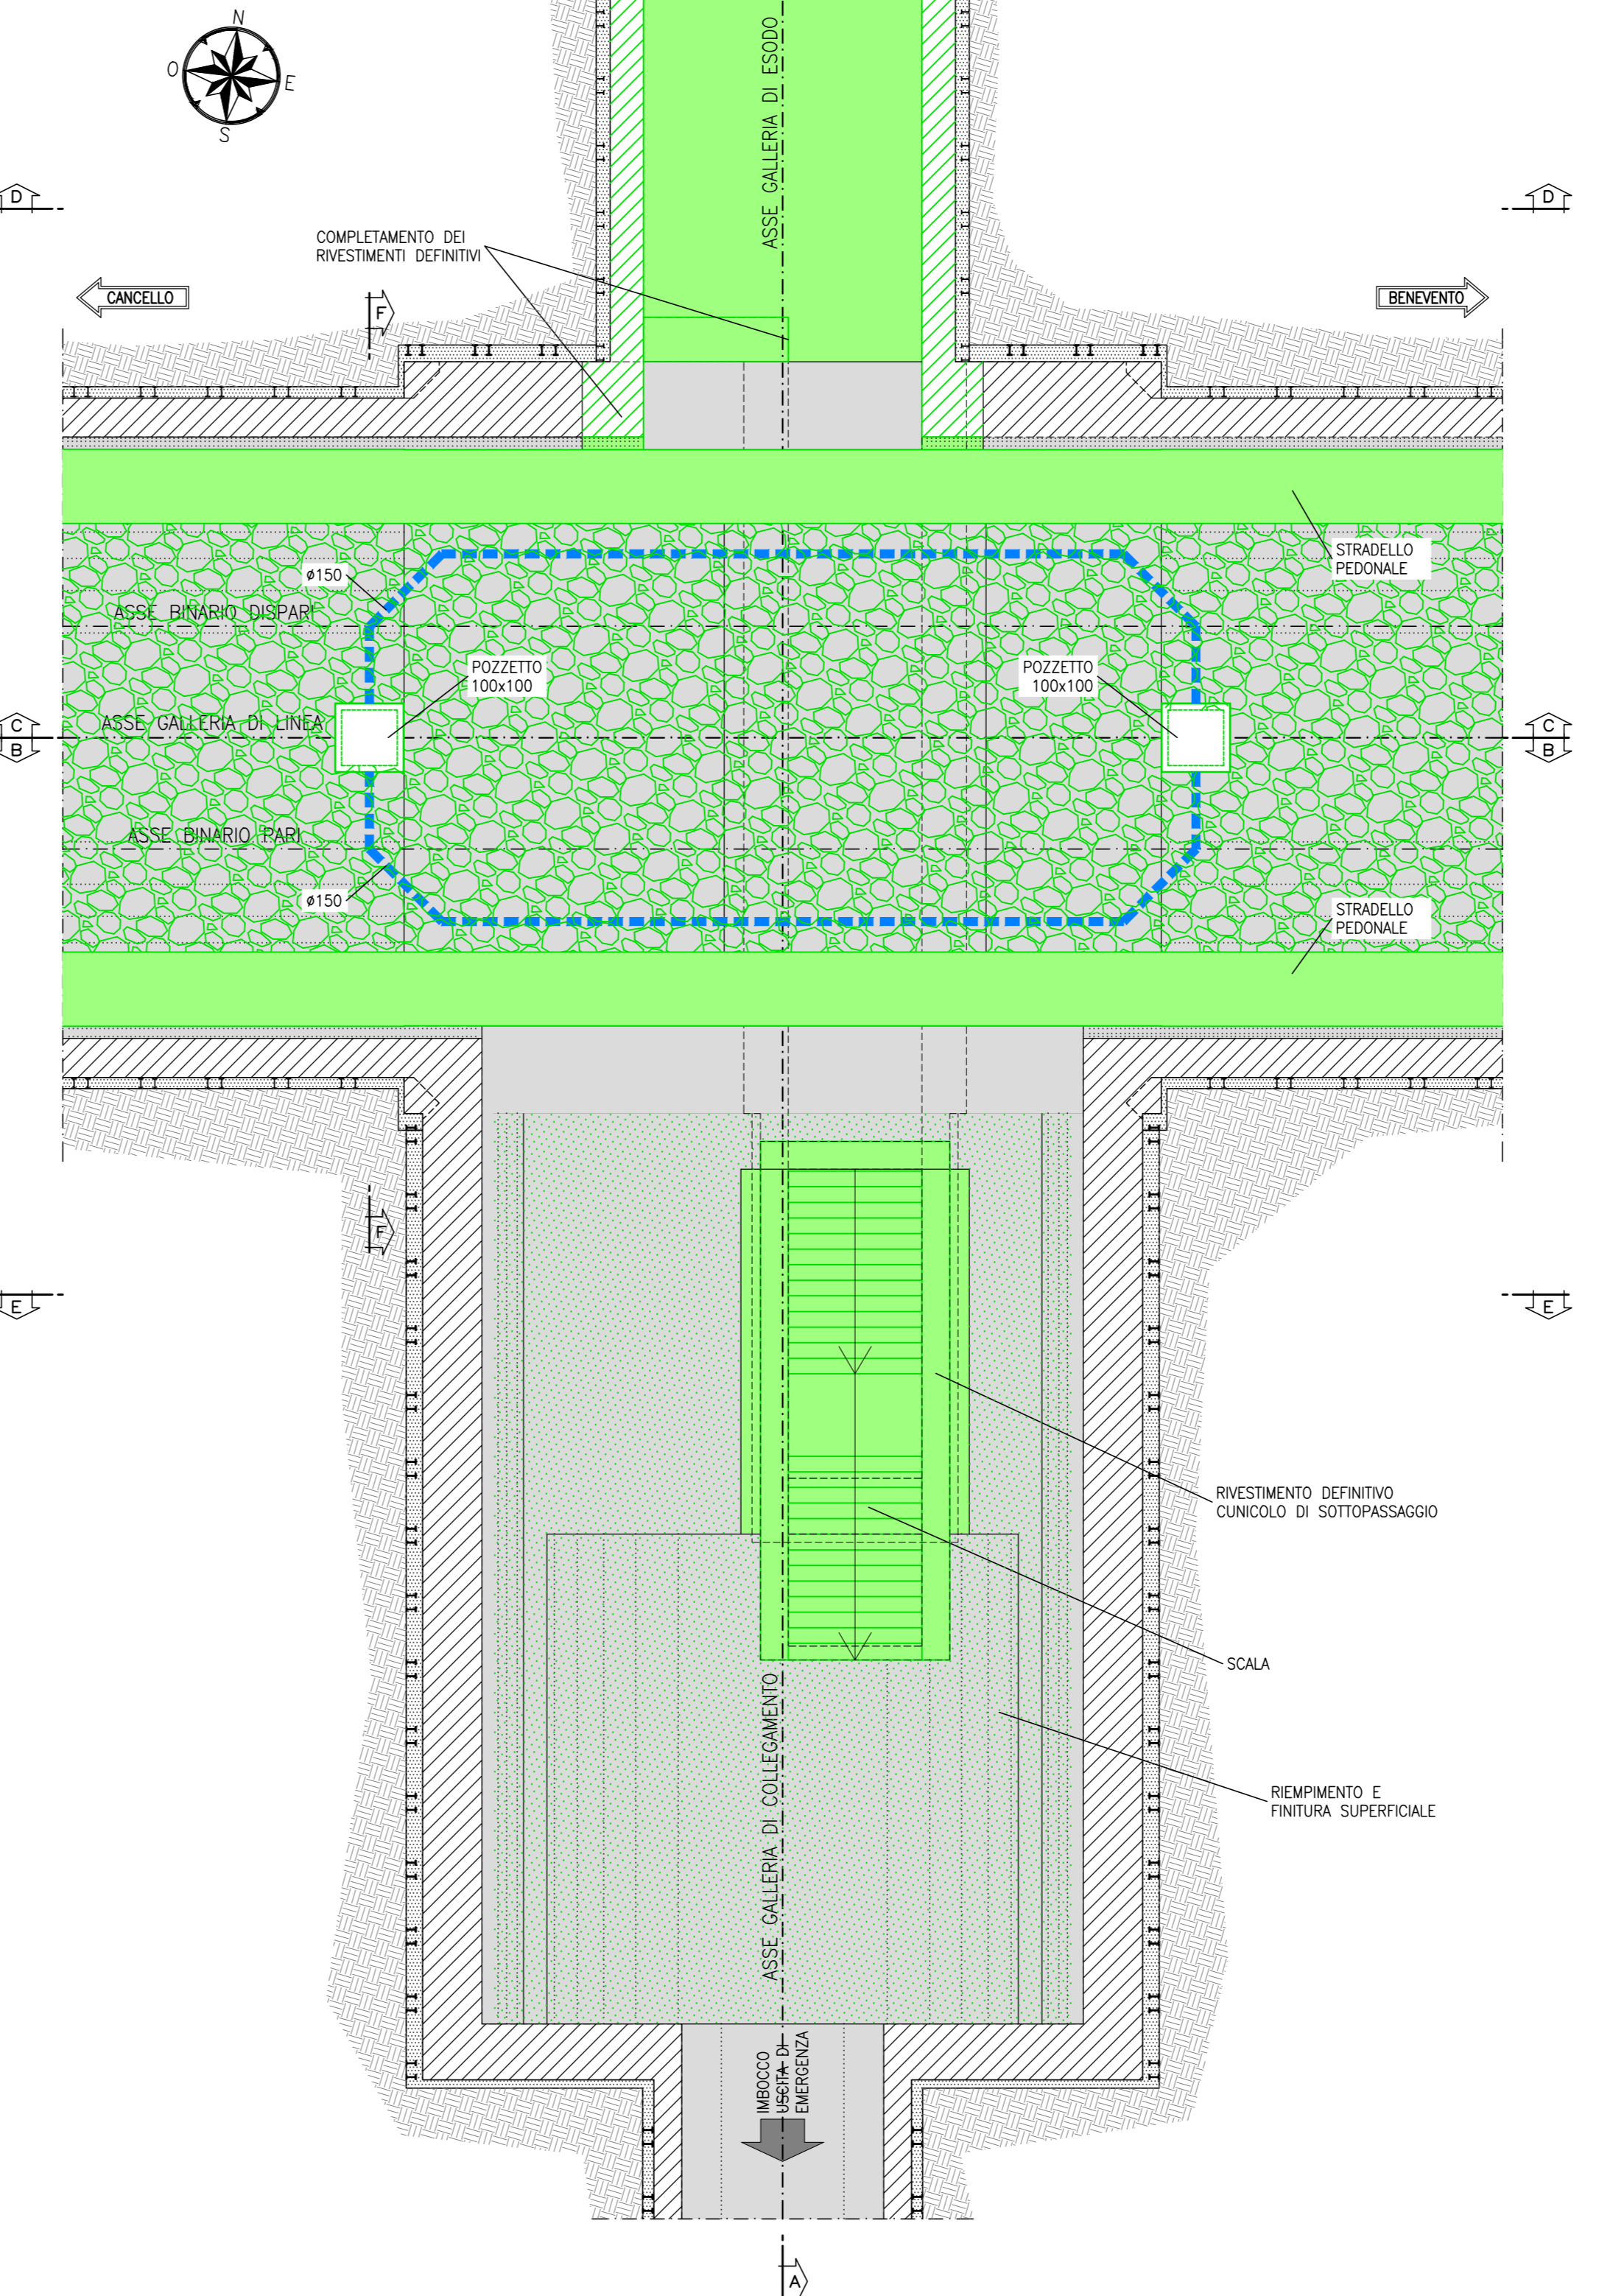 N
O
E
S
ASSE GALLERIA DI ESODO
D
D
COMPLETAMENTO DEI
RIVESTIMENTI DEFINITIVI
CANCELLO
F
BENEVENTO
STRADELLO
PEDONALE
ø150
ASSE BINARIO DISPARI
POZZETTO
100x100
POZZETTO
100x100
C
ASSE GALLERIA DI LINEA
C
B
B
ASSE BINARIO PARI
ø150
STRADELLO
PEDONALE
F
E
E
RIVESTIMENTO DEFINITIVO
CUNICOLO DI SOTTOPASSAGGIO
SCALA
ASSE GALLERIA DI COLLEGAMENTO
RIEMPIMENTO E
FINITURA SUPERFICIALE
IMBOCCO
USCITA DI
EMERGENZA
A